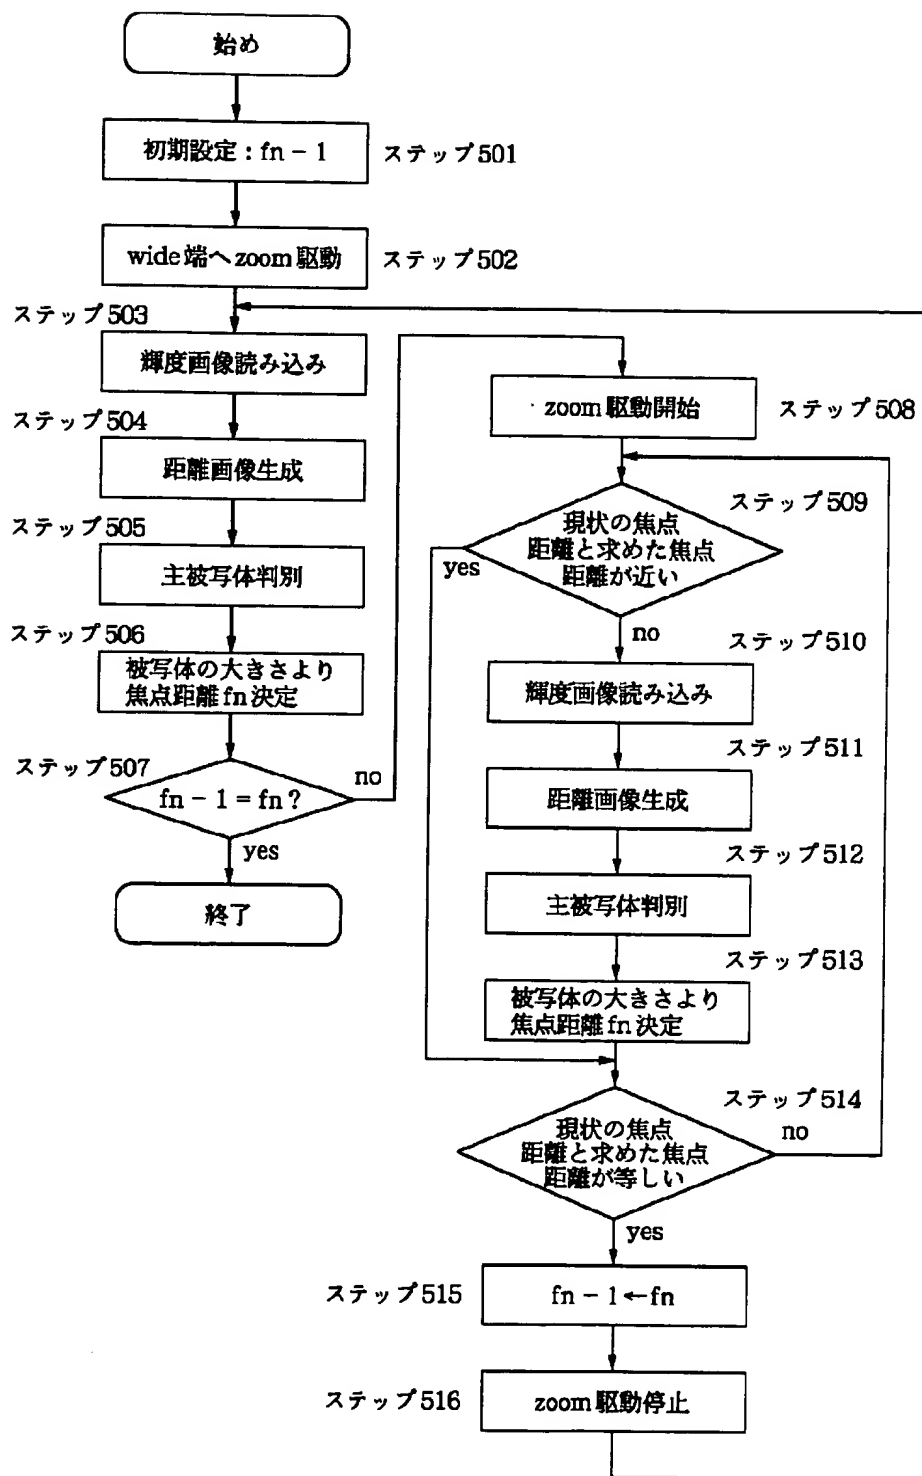 始め
初期設定：fn－1
ステップ501
wide端へzoom駆動
ステップ502
ステップ503
輝度画像読み込み
ステップ504
距離画像生成
ステップ505
主被写体判別
ステップ506
被写体の大きさより
焦点距離fn決定
ステップ507
fn－1＝fn？
no
yes
終了
zoom駆動開始
ステップ508
ステップ509
現状の焦点
距離と求めた焦点
距離が近い
yes
no
ステップ510
輝度画像読み込み
ステップ511
距離画像生成
ステップ512
主被写体判別
ステップ513
被写体の大きさより
焦点距離fn決定
ステップ514
現状の焦点
距離と求めた焦点
距離が等しい
no
yes
ステップ515
fn－1←fn
ステップ516
zoom駆動停止